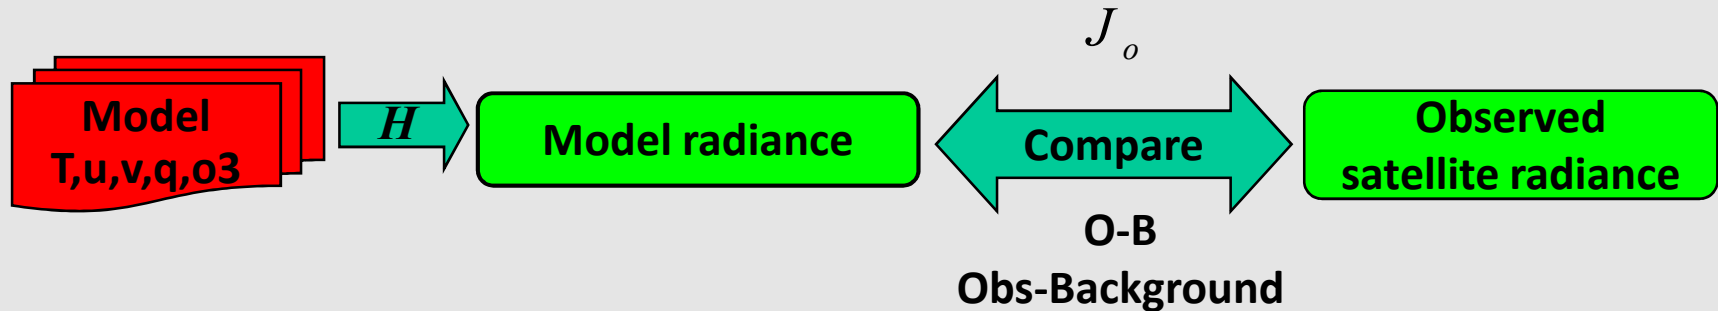 J o
Model
T,u,v,q,o3
H
Model radiance
Compare
Observed
satellite radiance
O-B
Obs-Background